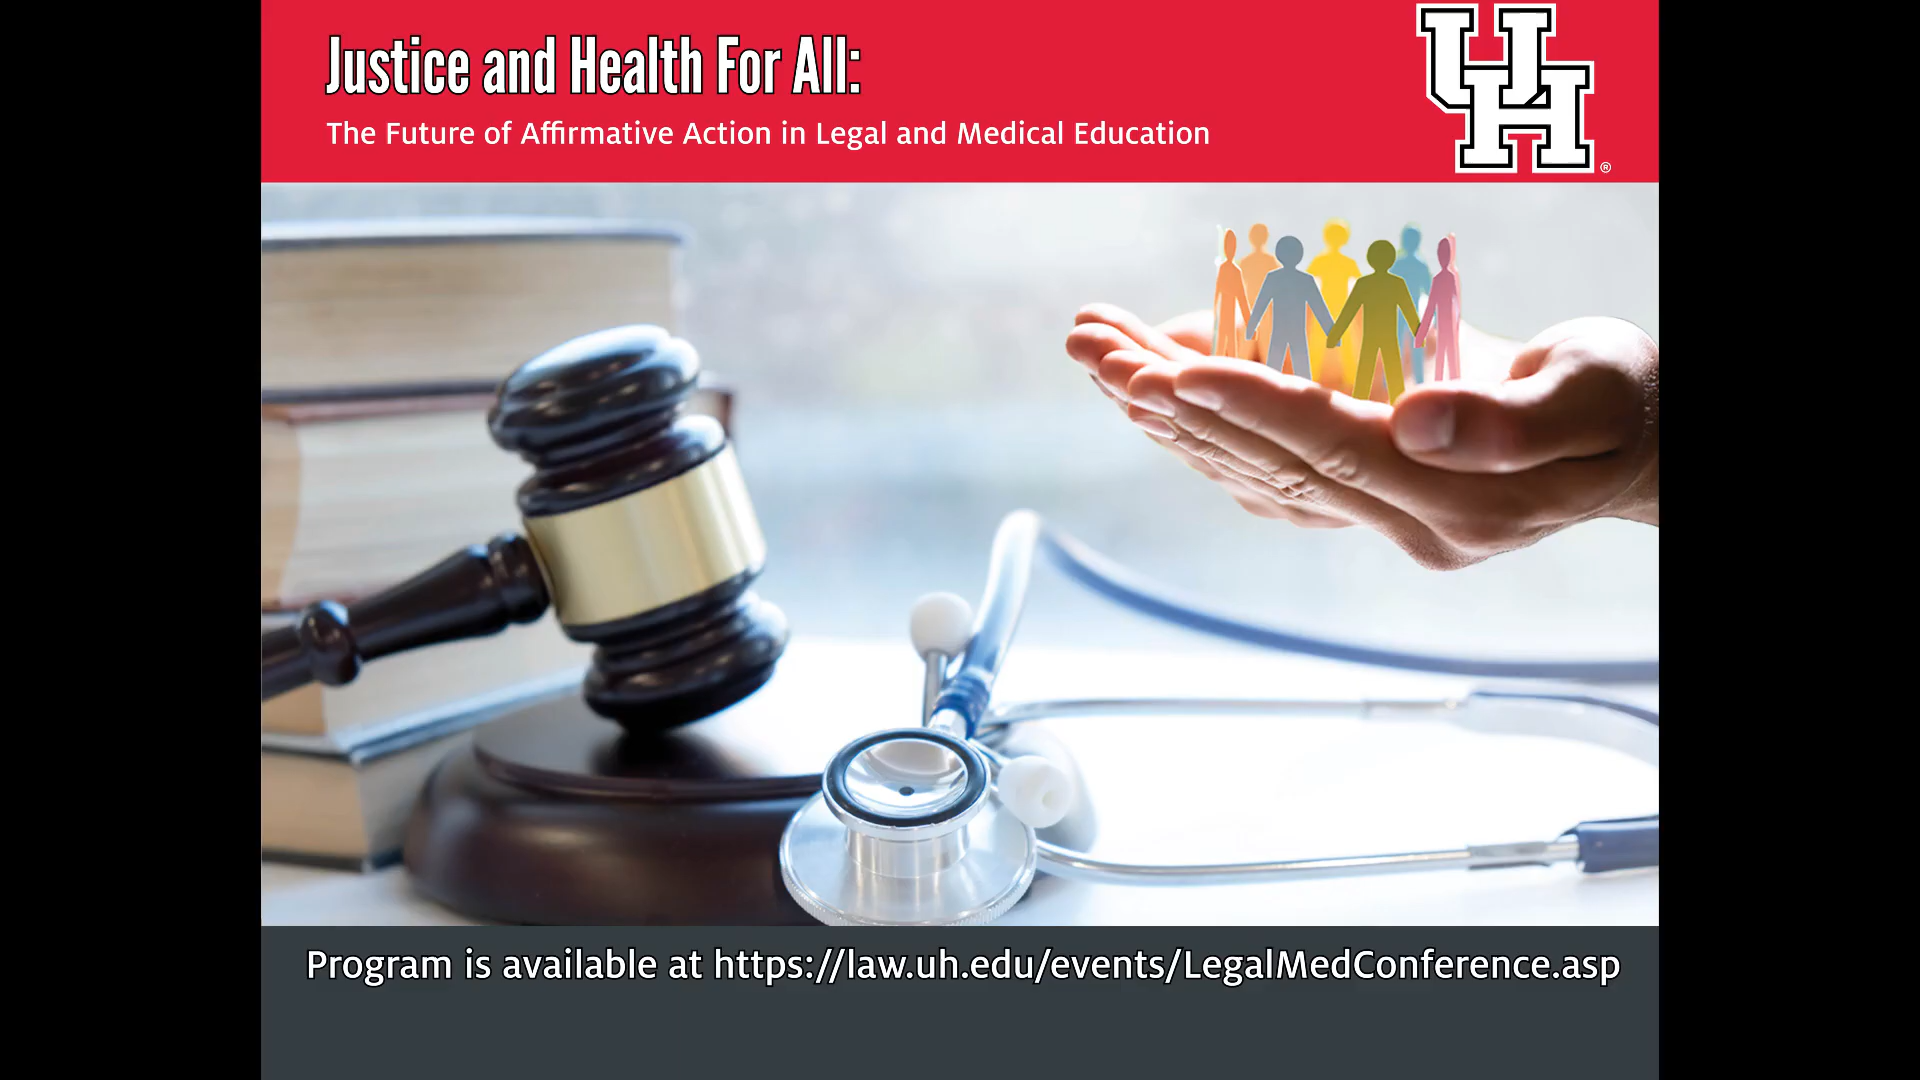 Justice and Health For All:
The Future of Affirmative Action in Legal and Medical Education
UH
®
Program is available at https://law.uh.edu/events/LegalMedConference.asp